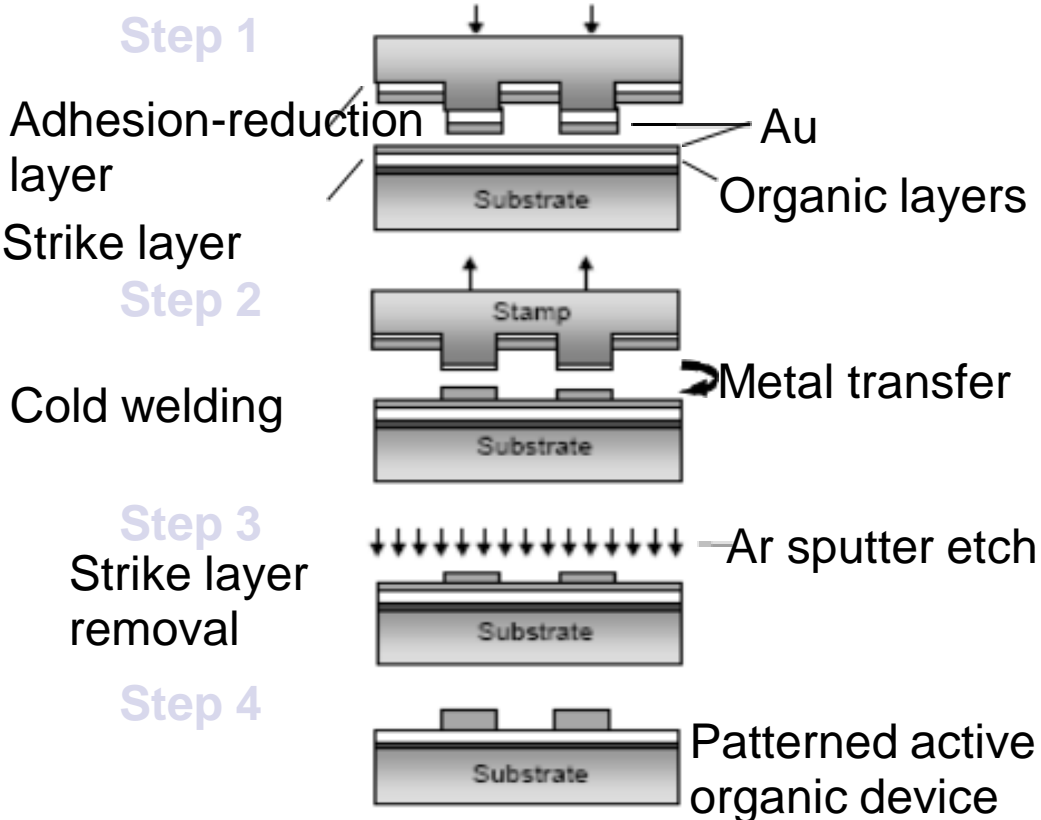 Step 1
Adhesion-reduction
layer
Au
Substrate
Organic layers
Strike layer
Step 2
Stamp
Metal transfer
Cold welding
Substrate
Step 3
Ar sputter etch
Strike layer
removal
Substrate
Step 4
Patterned active
organic device
Substrate